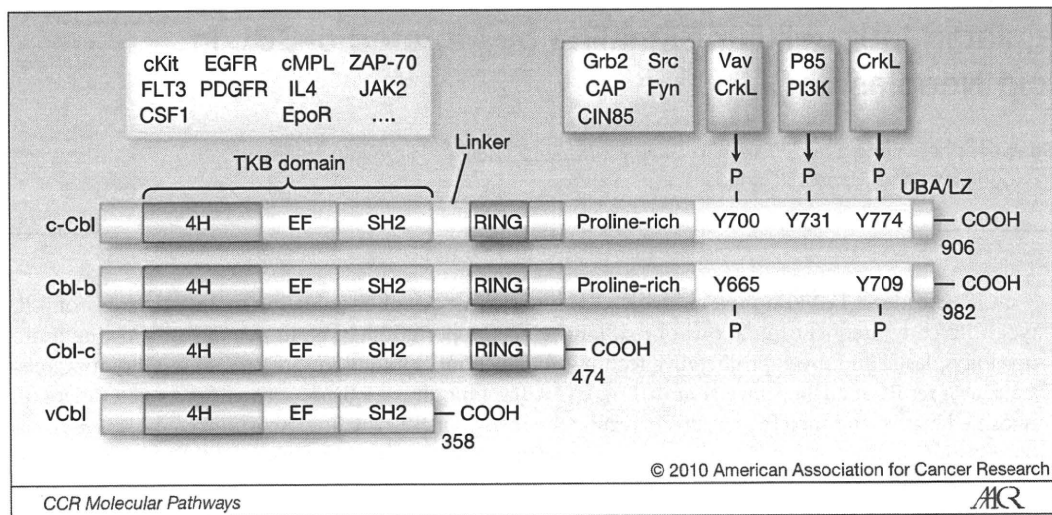 cKit EGFR cMPL ZAP-70
FLT3 PDGFR IL4 JAK2
CSF1 EpoR ....
Grb2 Src
CAP Fyn
CIN85
Vav
CrkL
P85
PI3K
CrkL
Linker
TKB domain
P P P
UBA/LZ
c-Cbl 4H EF SH2 RING Proline-rich Y700 Y731 Y774 COOH
906
Cbl-b 4H EF SH2 RING Proline-rich Y665 Y709 COOH
982
P P
Cbl-c 4H EF SH2 RING COOH
474
vCbl 4H EF SH2 COOH
358
© 2010 American Association for Cancer Research
CCR Molecular Pathways
AACR